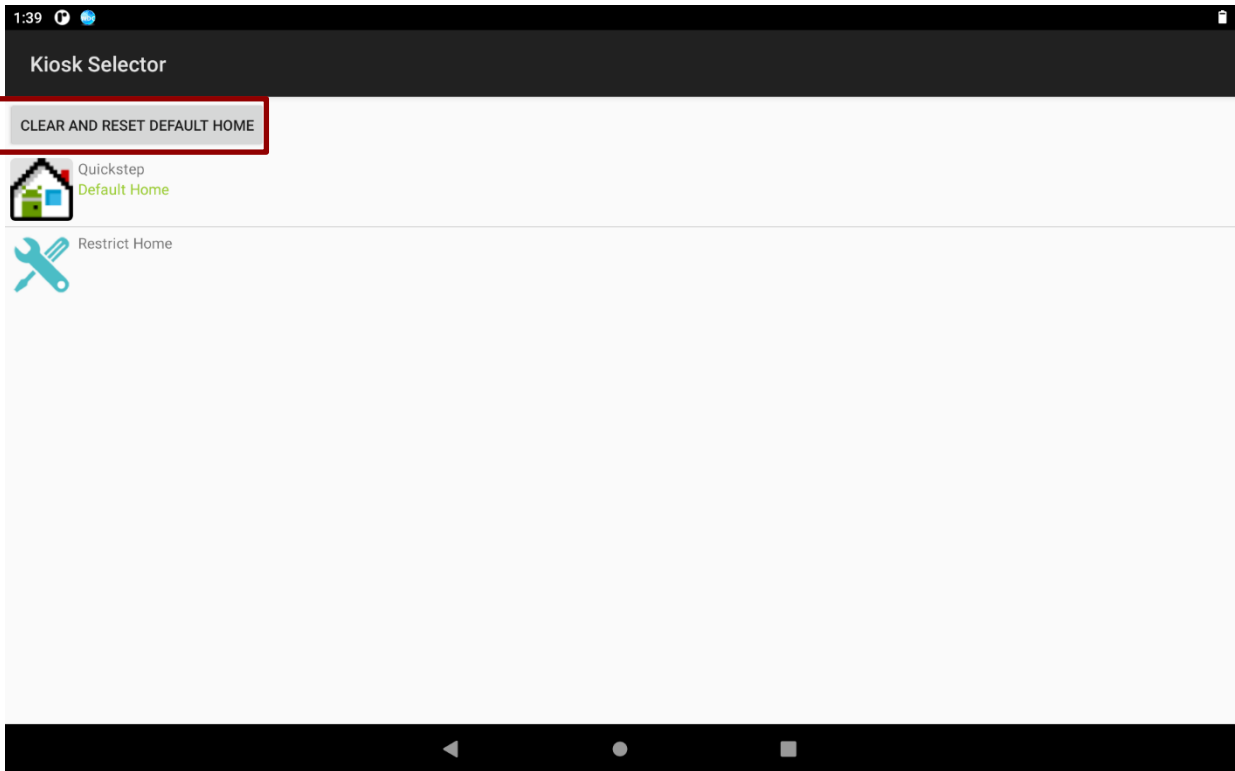 1:39
Kiosk Selector
CLEAR AND RESET DEFAULT HOME
Quickstep
Default Home
Restrict Home